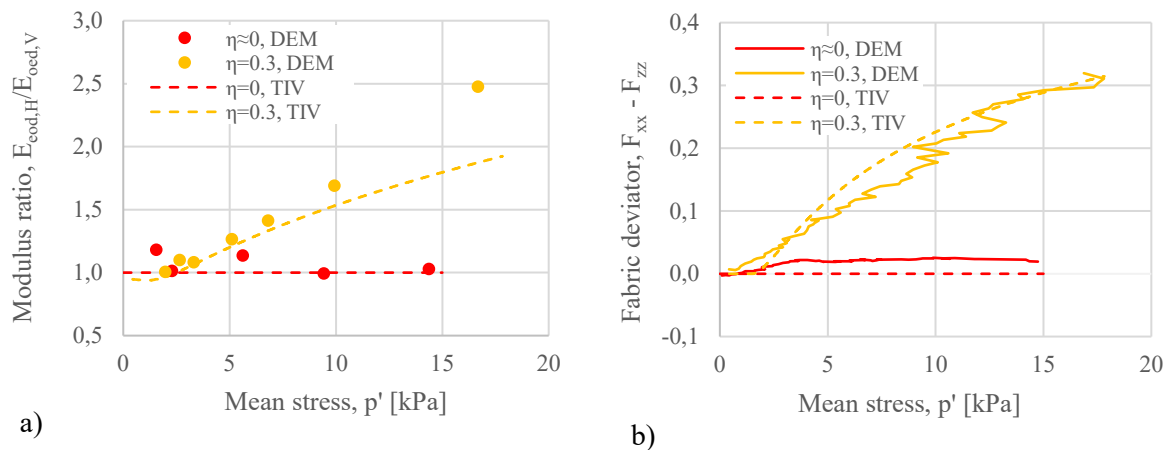 Modulus ratio, E_eod,H/E_oed,V
3,0
2,5
2,0
1,5
1,0
0,5
η≈0, DEM
η=0.3, DEM
η=0, TIV
η=0.3, TIV
0 5 10 15 20
Mean stress, p' [kPa]
a)
Fabric deviator, F_xx - F_zz
0,4
0,3
0,2
0,1
0,0
-0,1
η≈0, DEM
η=0.3, DEM
η=0, TIV
η=0.3, TIV
0 5 10 15 20
Mean stress, p' [kPa]
b)